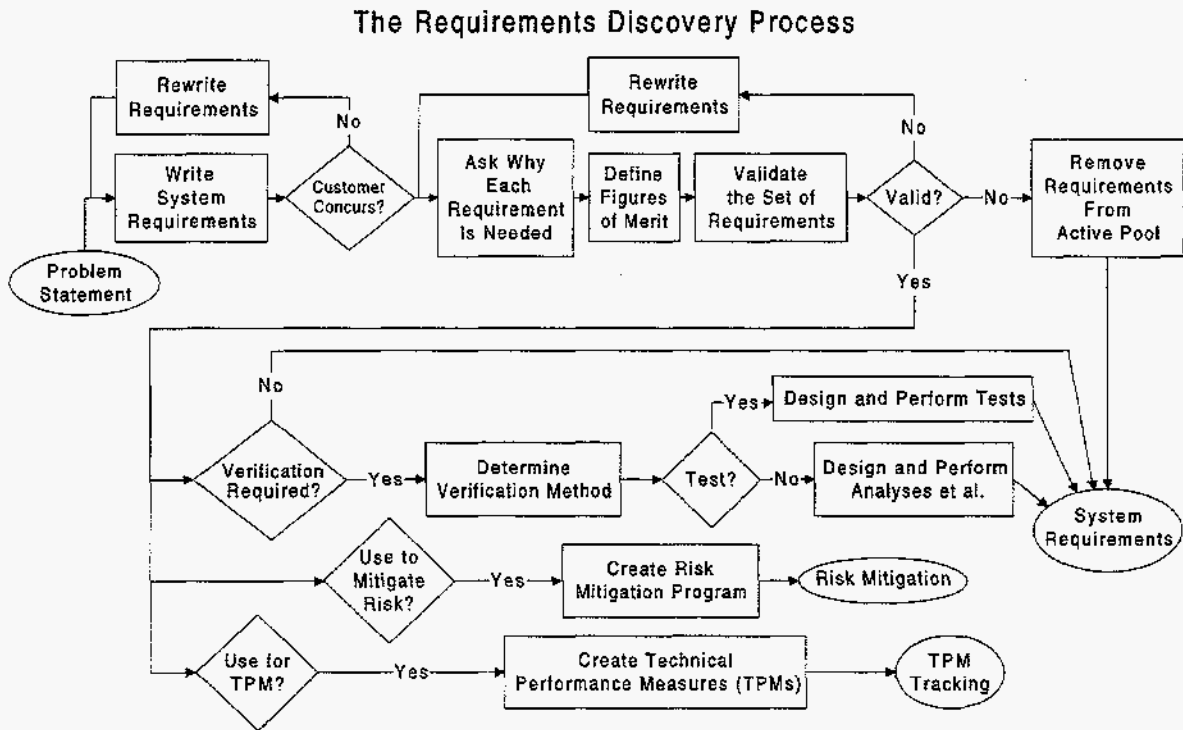 The Requirements Discovery Process
Rewrite
Requirements
Rewrite
Requirements
No
No
Write
System
Requirements
Customer
Concurs?
Ask Why
Each
Requirement
Is Needed
Define
Figures
of Merit
Validate
the Set of
Requirements
Valid?
No
Remove
Requirements
From
Active Pool
Problem
Statement
Yes
No
Yes
Design and Perform Tests
Verification
Required?
Yes
Determine
Verification Method
Test?
No
Design and Perform
Analyses et al.
System
Requirements
Use to
Mitigate
Risk?
Yes
Create Risk
Mitigation Program
Risk Mitigation
Use for
TPM?
Yes
Create Technical
Performance Measures (TPMs)
TPM
Tracking